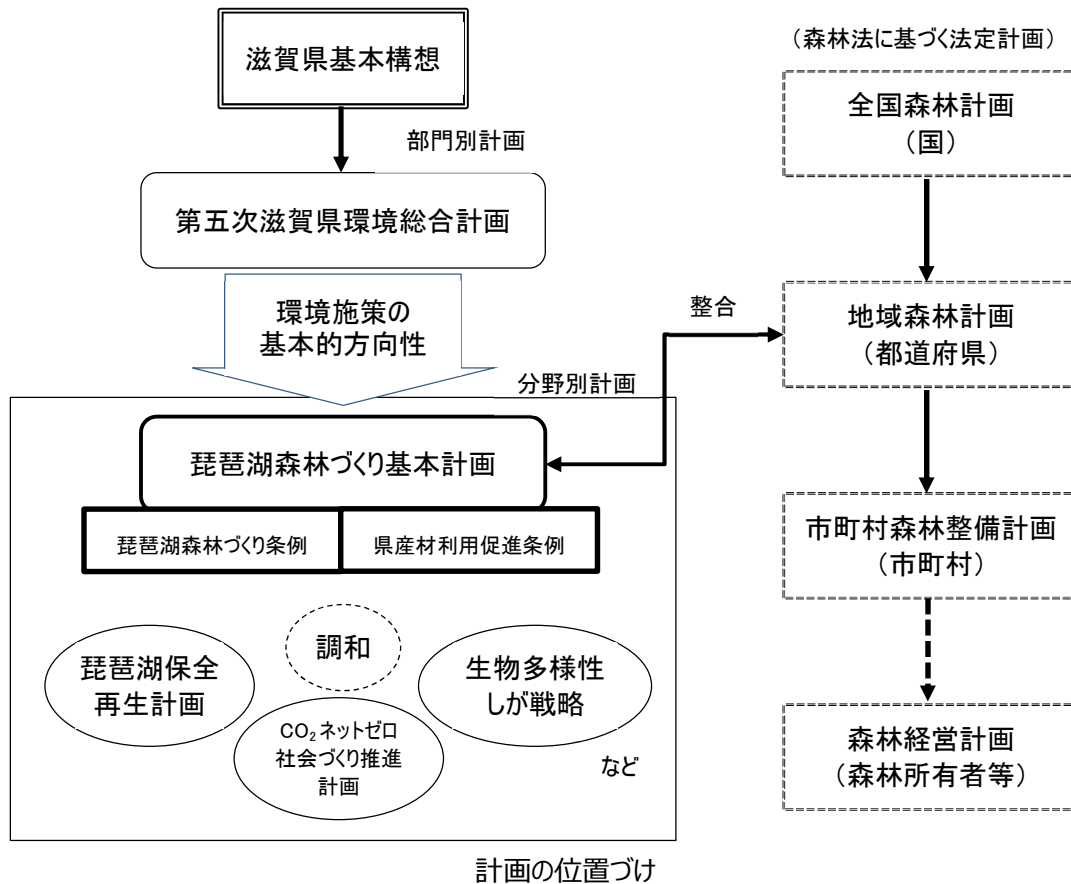 滋賀県基本構想
部門別計画
第五次滋賀県環境総合計画
環境施策の
基本的方向性
分野別計画
琵琶湖森林づくり基本計画
琵琶湖森林づくり条例
県産材利用促進条例
調和
琵琶湖保全
再生計画
生物多様性
しが戦略
CO₂ネットゼロ
社会づくり推進
計画
など
整合
（森林法に基づく法定計画）
全国森林計画
（国）
地域森林計画
（都道府県）
市町村森林整備計画
（市町村）
森林経営計画
（森林所有者等）
計画の位置づけ